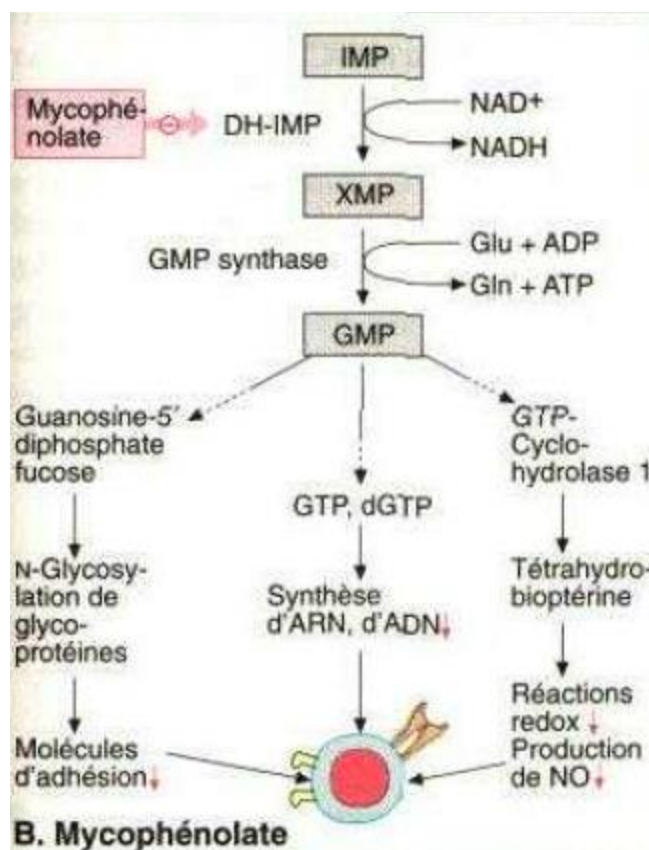 IMP
Mycophé-
nolate
DH-IMP
NAD+
NADH
XMP
GMP synthase
Glu + ADP
Gln + ATP
GMP
Guanosine-5'
diphosphate
fucose
GTP, dGTP
GTP-
Cyclo-
hydrolase 1
N-Glycosy-
lation de
glyco-
protéines
Synthèse
d'ARN, d'ADN↓
Tétrahydro-
bioptérine
Molécules
d'adhésion↓
Réactions
redox ↓
Production
de NO↓
B. Mycophénolate